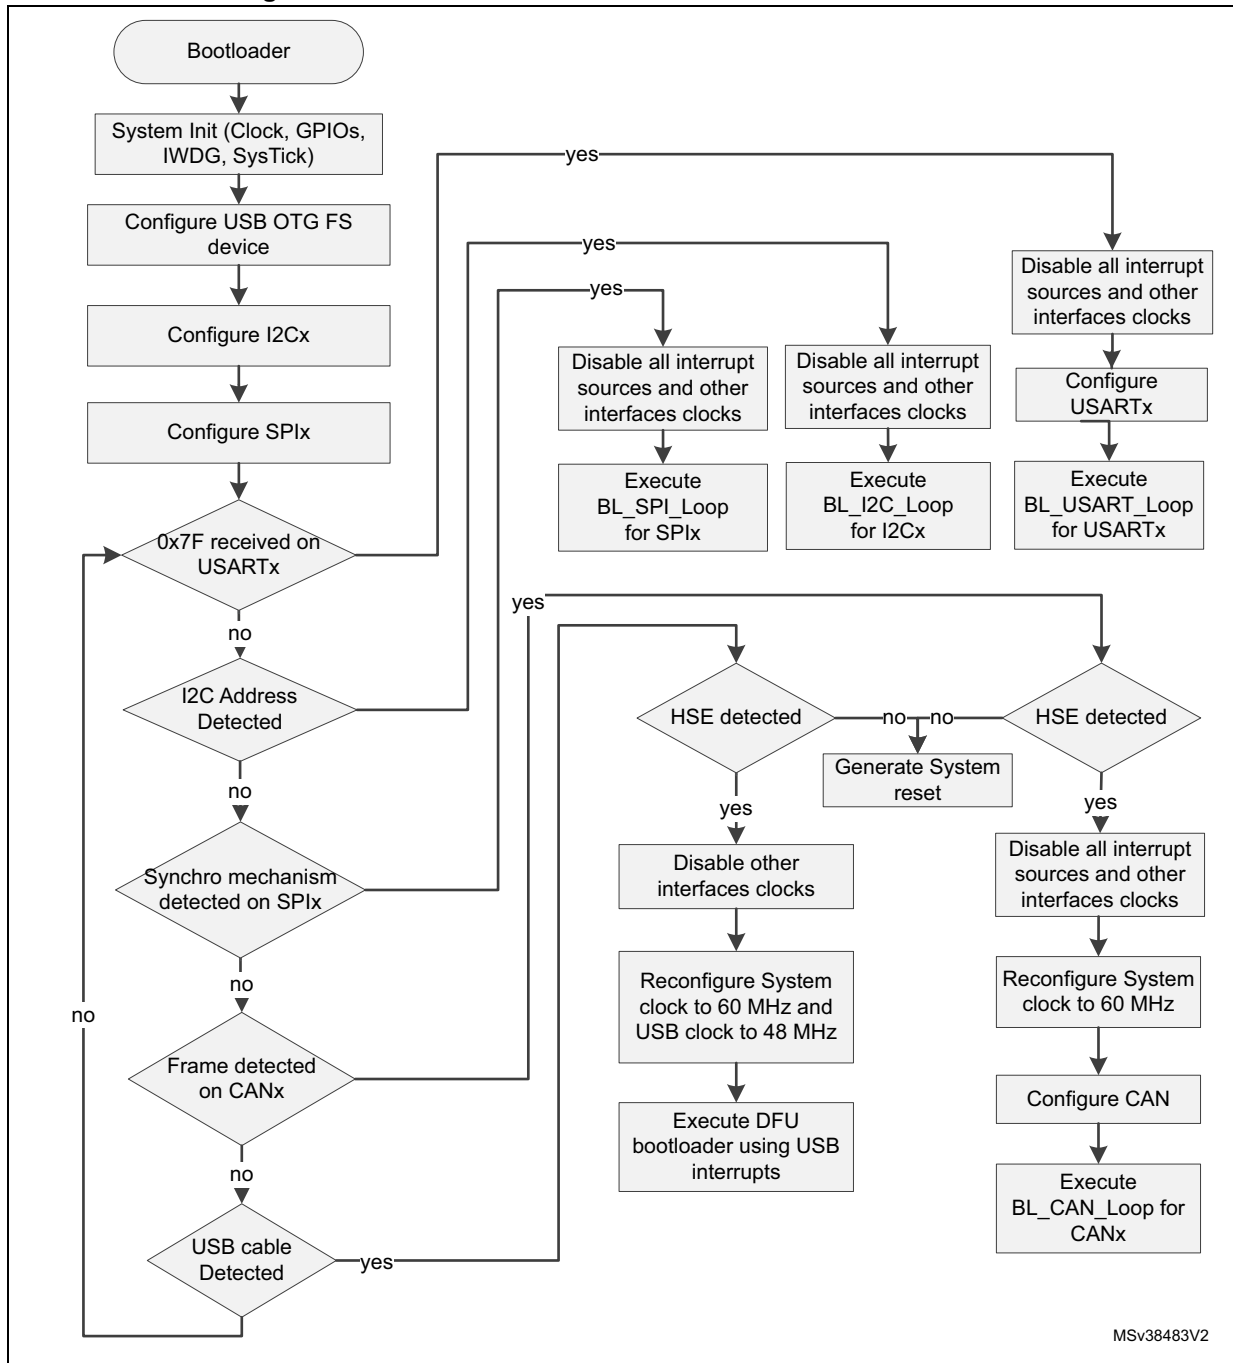 Bootloader
System Init (Clock, GPIOs,
IWDG, SysTick)
Configure USB OTG FS
device
Configure I2Cx
Configure SPIx
0x7F received on
USARTx
no
I2C Address
Detected
no
Synchro mechanism
detected on SPIx
no
Frame detected
on CANx
no
USB cable
Detected
no
yes
yes
yes
Disable all interrupt
sources and other
interfaces clocks
Execute
BL_SPI_Loop
for SPIx
Disable all interrupt
sources and other
interfaces clocks
Execute
BL_I2C_Loop
for I2Cx
Disable all interrupt
sources and other
interfaces clocks
Configure
USARTx
Execute
BL_USART_Loop
for USARTx
yes
yes
HSE detected
no
no
HSE detected
Generate System
reset
yes
Disable other
interfaces clocks
Reconfigure System
clock to 60 MHz and
USB clock to 48 MHz
Execute DFU
bootloader using USB
interrupts
yes
Disable all interrupt
sources and other
interfaces clocks
Reconfigure System
clock to 60 MHz
Configure CAN
Execute
BL_CAN_Loop for
CANx
MSv38483V2